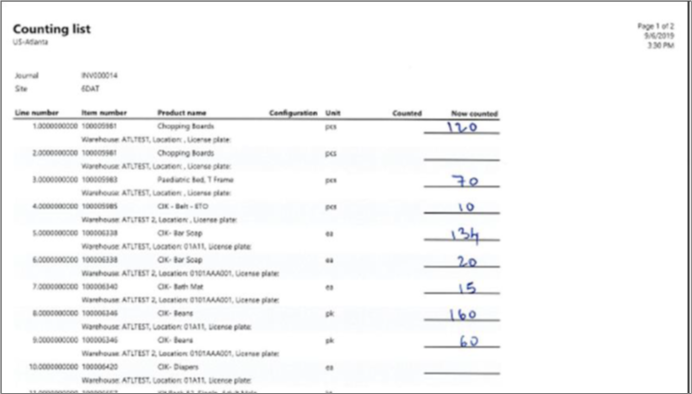 Counting list
US-Atlanta
Page 1 of 2
9/6/2019
3:30 PM
Journal INV000014
Site 6DAT
Line number Item number Product name Configuration Unit Counted Now counted
1.0000000000 100005981 Chopping Boards pcs 120
Warehouse: ATLTEST, Location: , License plate:
2.0000000000 100005981 Chopping Boards pcs
Warehouse: ATLTEST, Location: , License plate:
3.0000000000 100005983 Paediatric Bed, T Frame pcs 70
Warehouse: ATLTEST, Location: , License plate:
4.0000000000 100005985 CIK - Belt - ETO pcs 10
Warehouse: ATLTEST 2, Location: , License plate:
5.0000000000 100006338 CIK- Bar Soap ea 134
Warehouse: ATLTEST, Location: 01A11, License plate:
6.0000000000 100006338 CIK- Bar Soap ea 20
Warehouse: ATLTEST 2, Location: 0101AAA001, License plate:
7.0000000000 100006340 CIK- Bath Mat ea 15
Warehouse: ATLTEST 2, Location: 0101AAA001, License plate:
8.0000000000 100006346 CIK- Beans pk 160
Warehouse: ATLTEST, Location: 01A11, License plate:
9.0000000000 100006346 CIK- Beans pk 60
Warehouse: ATLTEST 2, Location: 0101AAA001, License plate:
10.0000000000 100006420 CIK- Diapers ea
Warehouse: ATLTEST, Location: 01A11, License plate: